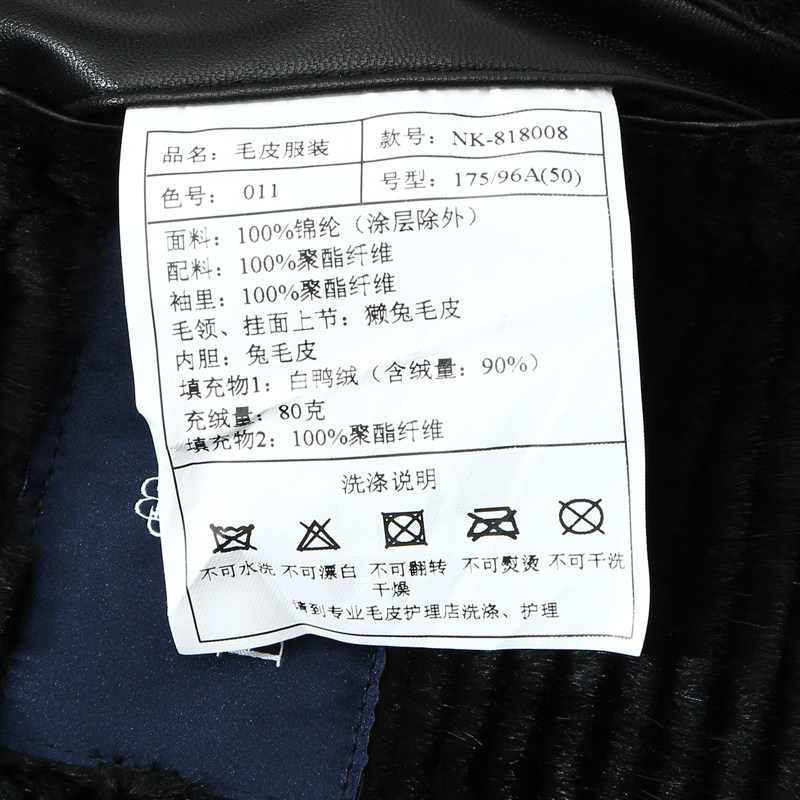 品名：毛皮服装 款号：NK-818008
色号：011 号型：175/96A(50)
面料：100%锦纶（涂层除外）
配料：100%聚酯纤维
袖里：100%聚酯纤维
毛领、挂面上节：獭兔毛皮
内胆：兔毛皮
填充物1：白鸭绒（含绒量：90%）
充绒量：80克
填充物2：100%聚酯纤维
洗涤说明
不可水洗 不可漂白 不可翻转干燥 不可熨烫 不可干洗
请到专业毛皮护理店洗涤、护理